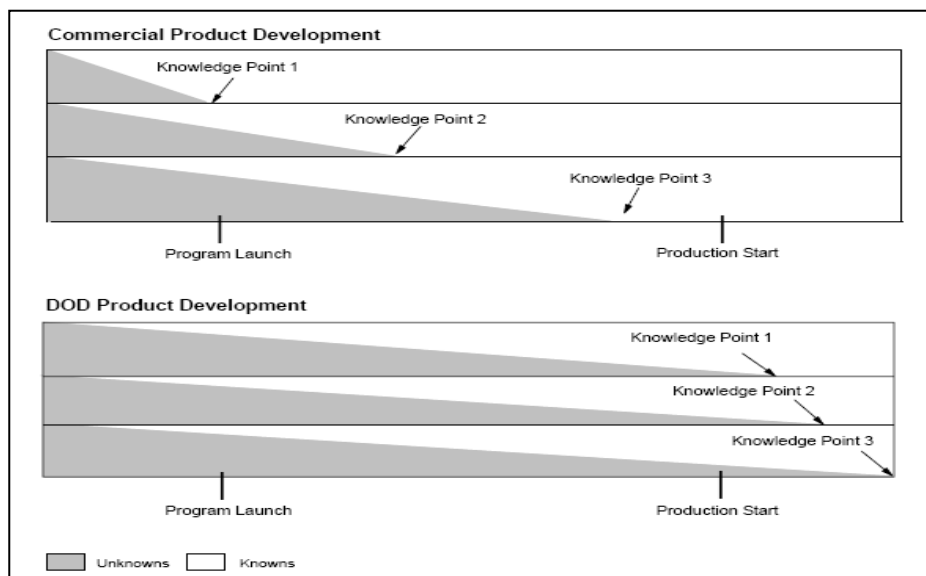 Commercial Product Development
Knowledge Point 1
Knowledge Point 2
Knowledge Point 3
Program Launch
Production Start
DOD Product Development
Knowledge Point 1
Knowledge Point 2
Knowledge Point 3
Program Launch
Production Start
Unknowns
Knowns